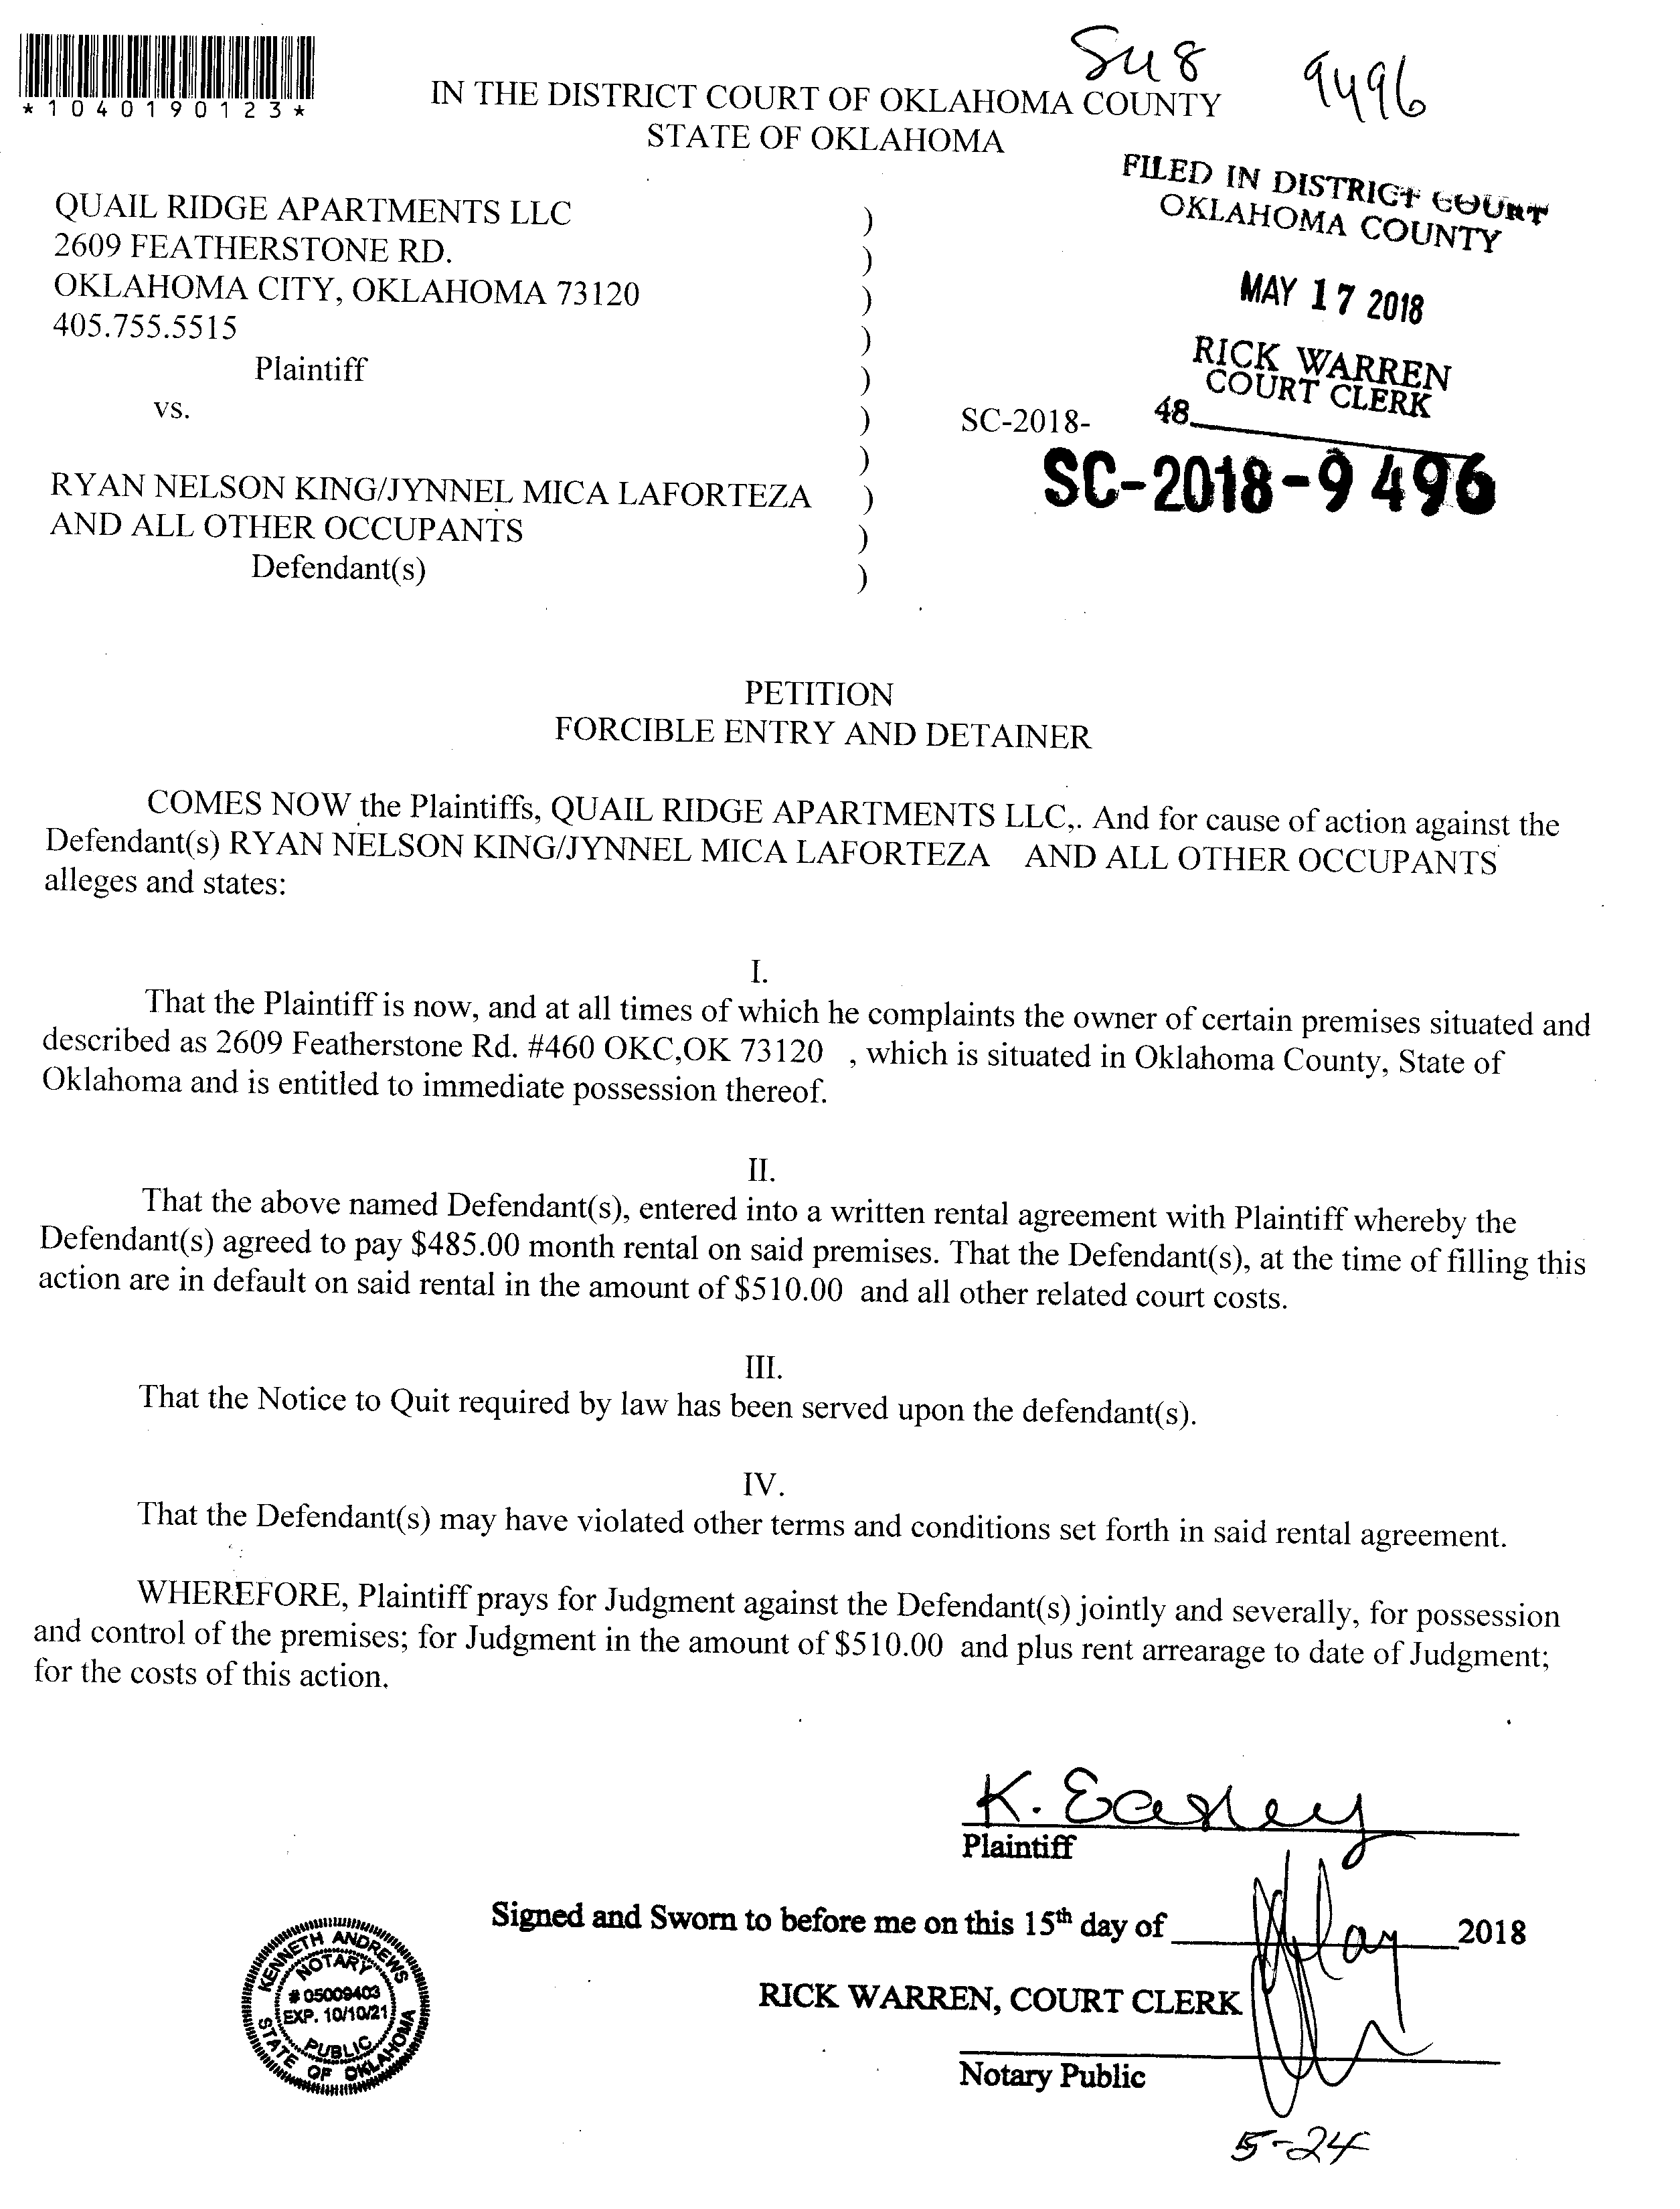 *1040190123*
9496
IN THE DISTRICT COURT OF OKLAHOMA COUNTY
STATE OF OKLAHOMA
FILED IN DISTRICT COURT
OKLAHOMA COUNTY
MAY 17 2018
RICK WARREN
COURT CLERK
48
QUAIL RIDGE APARTMENTS LLC )
2609 FEATHERSTONE RD. )
OKLAHOMA CITY, OKLAHOMA 73120 )
405.755.5515 )
Plaintiff )
vs. ) SC-2018-
)
SC-2018-9496
RYAN NELSON KING/JYNNEL MICA LAFORTEZA )
AND ALL OTHER OCCUPANTS )
Defendant(s) )
PETITION
FORCIBLE ENTRY AND DETAINER
COMES NOW the Plaintiffs, QUAIL RIDGE APARTMENTS LLC,. And for cause of action against the
Defendant(s) RYAN NELSON KING/JYNNEL MICA LAFORTEZA AND ALL OTHER OCCUPANTS
alleges and states:
I.
That the Plaintiff is now, and at all times of which he complaints the owner of certain premises situated and
described as 2609 Featherstone Rd. #460 OKC,OK 73120 , which is situated in Oklahoma County, State of
Oklahoma and is entitled to immediate possession thereof.
II.
That the above named Defendant(s), entered into a written rental agreement with Plaintiff whereby the
Defendant(s) agreed to pay $485.00 month rental on said premises. That the Defendant(s), at the time of filling this
action are in default on said rental in the amount of $510.00 and all other related court costs.
III.
That the Notice to Quit required by law has been served upon the defendant(s).
IV.
That the Defendant(s) may have violated other terms and conditions set forth in said rental agreement.
WHEREFORE, Plaintiff prays for Judgment against the Defendant(s) jointly and severally, for possession
and control of the premises; for Judgment in the amount of $510.00 and plus rent arrearage to date of Judgment;
for the costs of this action.
K. Easley
Plaintiff
Signed and Sworn to before me on this 15th day of May 2018
RICK WARREN, COURT CLERK
Notary Public
KENNETH ANDREWS
NOTARY
# 05009403
EXP. 10/10/21
PUBLIC
STATE OF OKLAHOMA
5-24